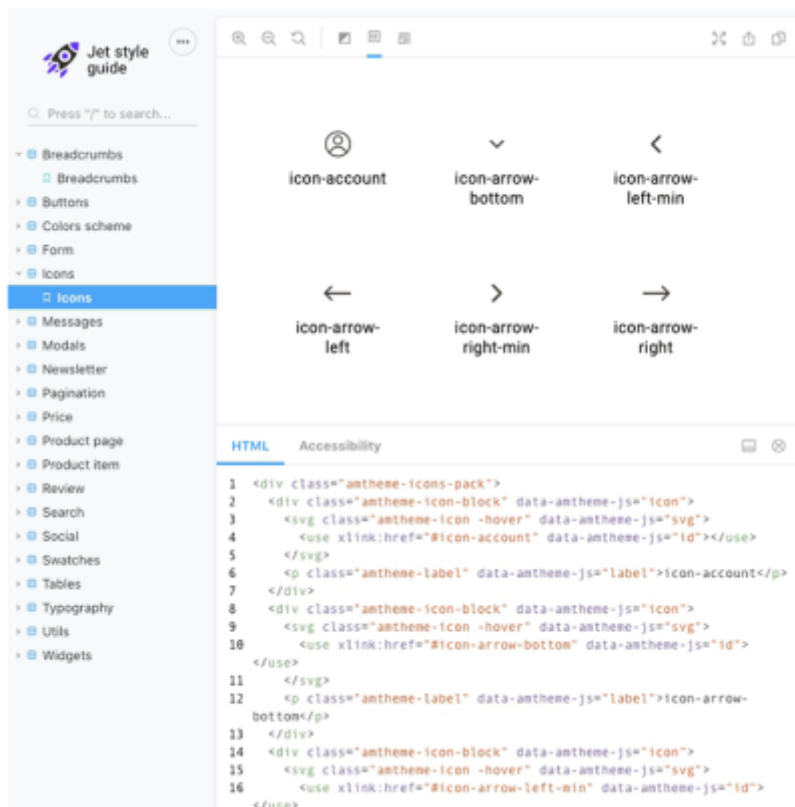 Jet style
guide
Press "/" to search...
Breadcrumbs
Breadcrumbs
Buttons
Colors scheme
Form
Icons
Icons
Messages
Modals
Newsletter
Pagination
Price
Product page
Product item
Review
Search
Social
Swatches
Tables
Typography
Utils
Widgets
icon-account
icon-arrow-
bottom
icon-arrow-
left-min
icon-arrow-
left
icon-arrow-
right-min
icon-arrow-
right
HTML Accessibility
1 <div class="amtheme-icons-pack">
2 <div class="amtheme-icon-block" data-amtheme-js="icon">
3 <svg class="amtheme-icon -hover" data-amtheme-js="svg">
4 <use xlink:href="#icon-account" data-amtheme-js="id"></use>
5 </svg>
6 <p class="amtheme-label" data-amtheme-js="label">icon-account</p>
7 </div>
8 <div class="amtheme-icon-block" data-amtheme-js="icon">
9 <svg class="amtheme-icon -hover" data-amtheme-js="svg">
10 <use xlink:href="#icon-arrow-bottom" data-amtheme-js="id">
</use>
11 </svg>
12 <p class="amtheme-label" data-amtheme-js="label">icon-arrow-
bottom</p>
13 </div>
14 <div class="amtheme-icon-block" data-amtheme-js="icon">
15 <svg class="amtheme-icon -hover" data-amtheme-js="svg">
16 <use xlink:href="#icon-arrow-left-min" data-amtheme-js="id">
</use>